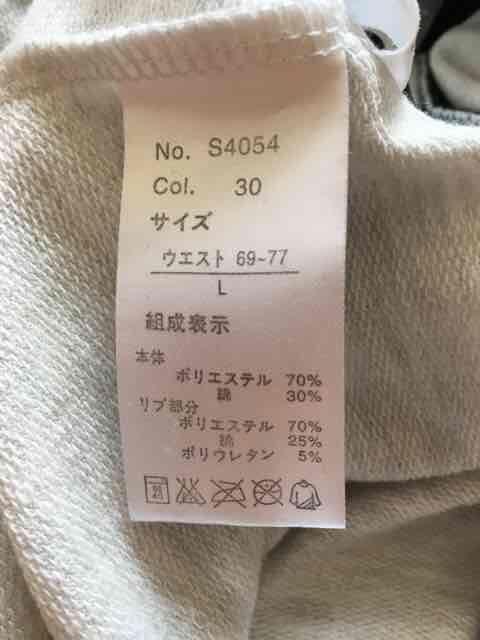 No. S4054
Col. 30
サイズ
ウエスト 69~77
L
組成表示
本体
ポリエステル 70%
綿 30%
リブ部分
ポリエステル 70%
綿 25%
ポリウレタン 5%